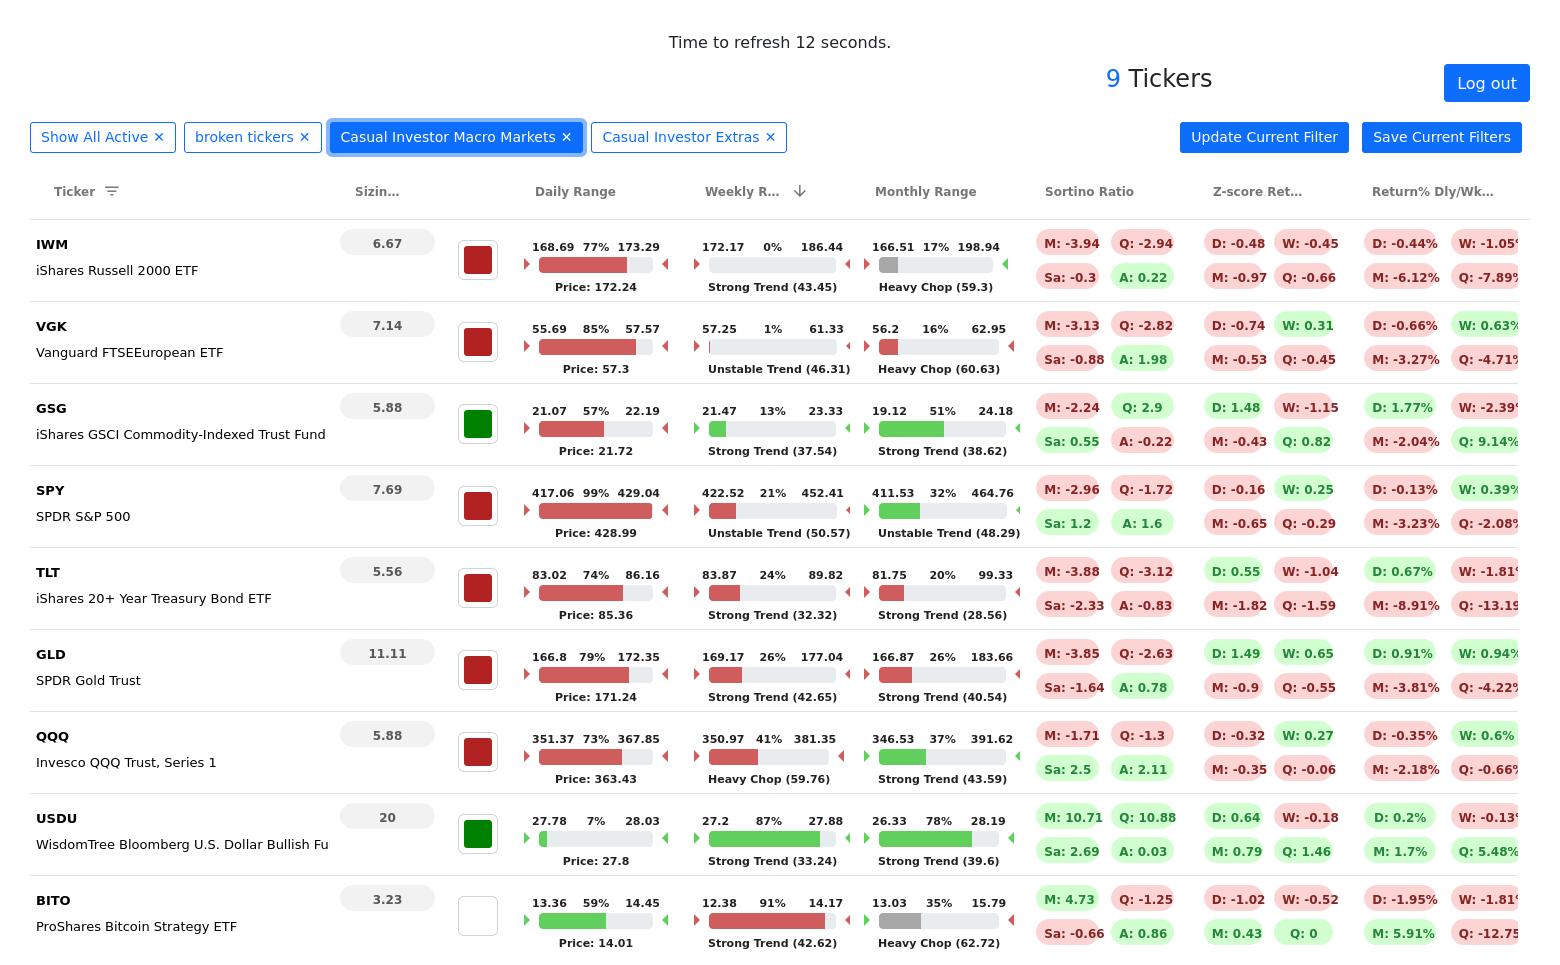 Time to refresh 12 seconds.
9 Tickers
Log out
Show All Active ✕ broken tickers ✕ Casual Investor Macro Markets ✕ Casual Investor Extras ✕ Update Current Filter Save Current Filters
Ticker Sizin... Daily Range Weekly R... Monthly Range Sortino Ratio Z-score Ret... Return% Dly/Wk...
IWM 6.67 168.69 77% 173.29 172.17 0% 186.44 166.51 17% 198.94 M: -3.94 Q: -2.94 D: -0.48 W: -0.45 D: -0.44% W: -1.05%
iShares Russell 2000 ETF Sa: -0.3 A: 0.22 M: -0.97 Q: -0.66 M: -6.12% Q: -7.89%
Price: 172.24 Strong Trend (43.45) Heavy Chop (59.3)
VGK 7.14 55.69 85% 57.57 57.25 1% 61.33 56.2 16% 62.95 M: -3.13 Q: -2.82 D: -0.74 W: 0.31 D: -0.66% W: 0.63%
Vanguard FTSEEuropean ETF Sa: -0.88 A: 1.98 M: -0.53 Q: -0.45 M: -3.27% Q: -4.71%
Price: 57.3 Unstable Trend (46.31) Heavy Chop (60.63)
GSG 5.88 21.07 57% 22.19 21.47 13% 23.33 19.12 51% 24.18 M: -2.24 Q: 2.9 D: 1.48 W: -1.15 D: 1.77% W: -2.39%
iShares GSCI Commodity-Indexed Trust Fund Sa: 0.55 A: -0.22 M: -0.43 Q: 0.82 M: -2.04% Q: 9.14%
Price: 21.72 Strong Trend (37.54) Strong Trend (38.62)
SPY 7.69 417.06 99% 429.04 422.52 21% 452.41 411.53 32% 464.76 M: -2.96 Q: -1.72 D: -0.16 W: 0.25 D: -0.13% W: 0.39%
SPDR S&P 500 Sa: 1.2 A: 1.6 M: -0.65 Q: -0.29 M: -3.23% Q: -2.08%
Price: 428.99 Unstable Trend (50.57) Unstable Trend (48.29)
TLT 5.56 83.02 74% 86.16 83.87 24% 89.82 81.75 20% 99.33 M: -3.88 Q: -3.12 D: 0.55 W: -1.04 D: 0.67% W: -1.81%
iShares 20+ Year Treasury Bond ETF Sa: -2.33 A: -0.83 M: -1.82 Q: -1.59 M: -8.91% Q: -13.19
Price: 85.36 Strong Trend (32.32) Strong Trend (28.56)
GLD 11.11 166.8 79% 172.35 169.17 26% 177.04 166.87 26% 183.66 M: -3.85 Q: -2.63 D: 1.49 W: 0.65 D: 0.91% W: 0.94%
SPDR Gold Trust Sa: -1.64 A: 0.78 M: -0.9 Q: -0.55 M: -3.81% Q: -4.22%
Price: 171.24 Strong Trend (42.65) Strong Trend (40.54)
QQQ 5.88 351.37 73% 367.85 350.97 41% 381.35 346.53 37% 391.62 M: -1.71 Q: -1.3 D: -0.32 W: 0.27 D: -0.35% W: 0.6%
Invesco QQQ Trust, Series 1 Sa: 2.5 A: 2.11 M: -0.35 Q: -0.06 M: -2.18% Q: -0.66%
Price: 363.43 Heavy Chop (59.76) Strong Trend (43.59)
USDU 20 27.78 7% 28.03 27.2 87% 27.88 26.33 78% 28.19 M: 10.71 Q: 10.88 D: 0.64 W: -0.18 D: 0.2% W: -0.13%
WisdomTree Bloomberg U.S. Dollar Bullish Fu Sa: 2.69 A: 0.03 M: 0.79 Q: 1.46 M: 1.7% Q: 5.48%
Price: 27.8 Strong Trend (33.24) Strong Trend (39.6)
BITO 3.23 13.36 59% 14.45 12.38 91% 14.17 13.03 35% 15.79 M: 4.73 Q: -1.25 D: -1.02 W: -0.52 D: -1.95% W: -1.81%
ProShares Bitcoin Strategy ETF Sa: -0.66 A: 0.86 M: 0.43 Q: 0 M: 5.91% Q: -12.75
Price: 14.01 Strong Trend (42.62) Heavy Chop (62.72)